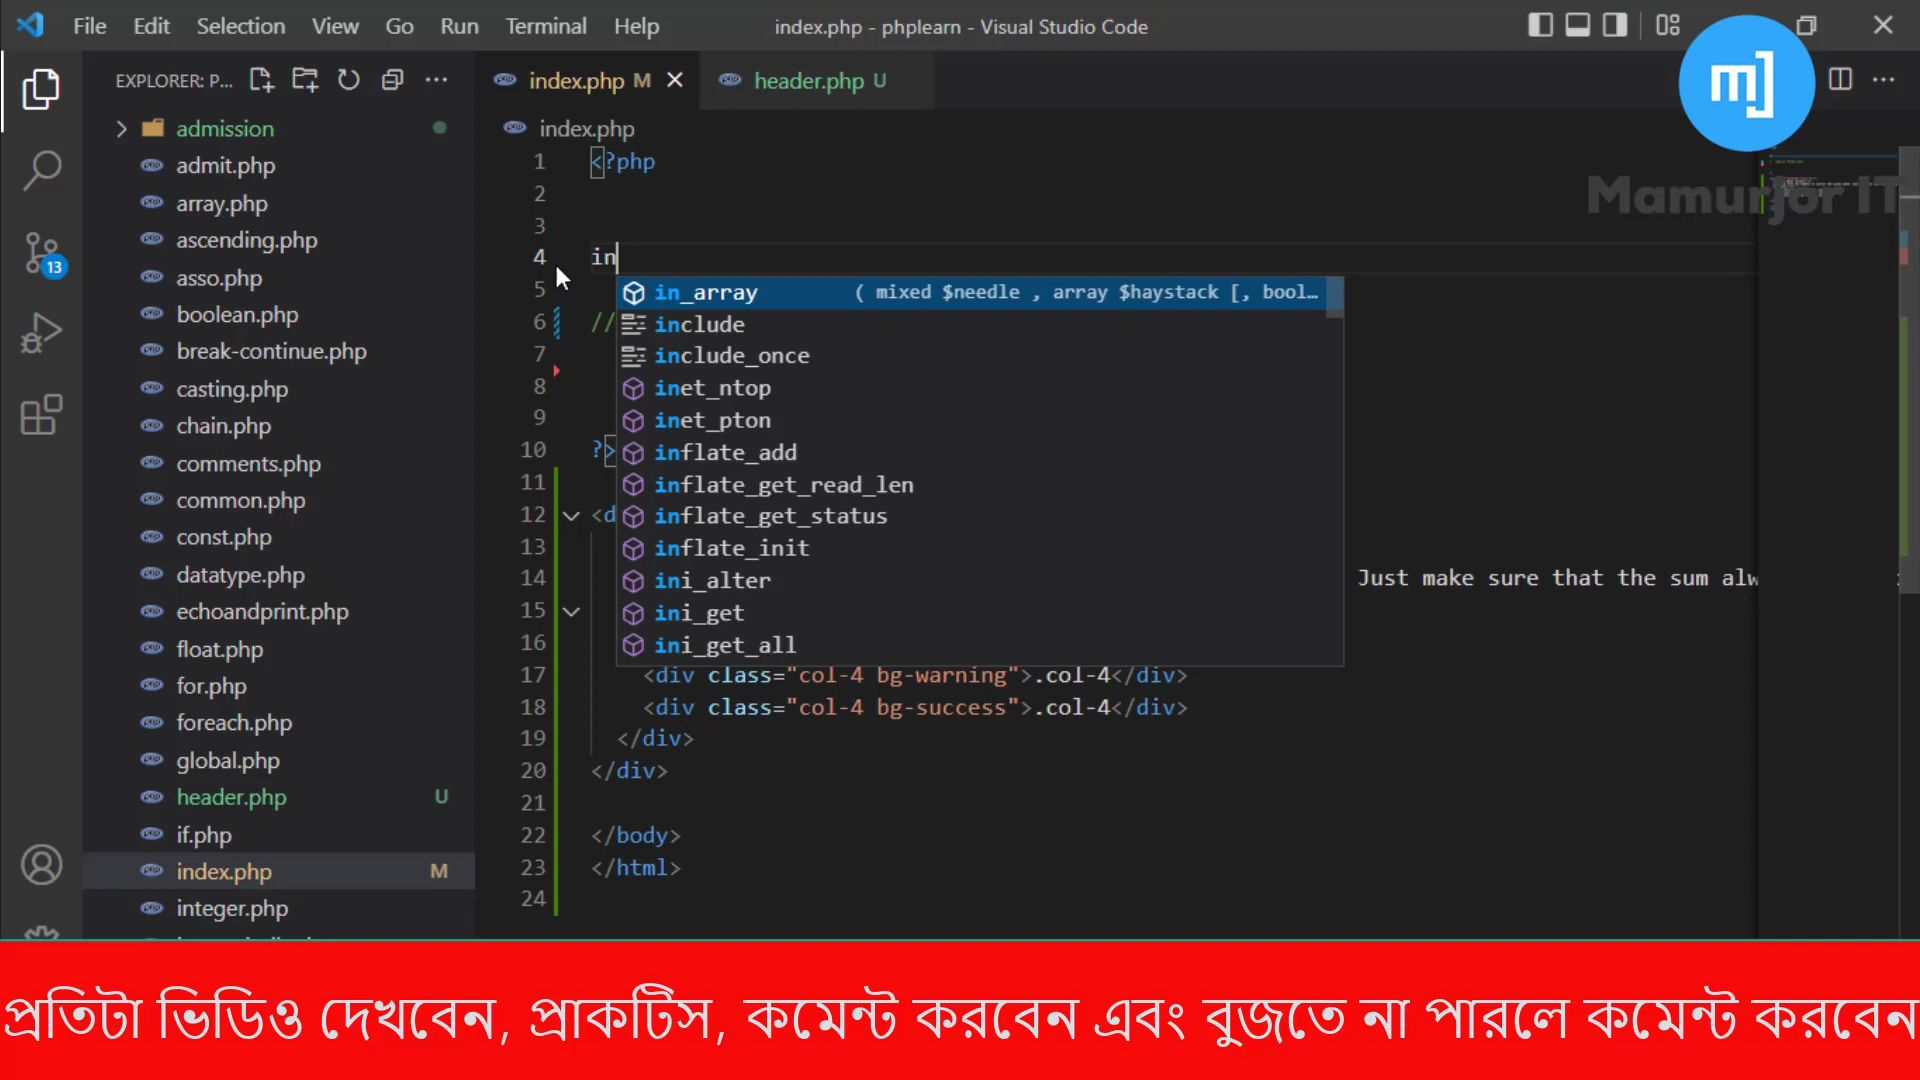 File Edit Selection View Go Run Terminal Help index.php - phplearn - Visual Studio Code
EXPLORER: P...
index.php M
header.php U
mj
Mamurjor IT
index.php
admission
admit.php
array.php
ascending.php
asso.php
13
boolean.php
break-continue.php
casting.php
chain.php
comments.php
common.php
const.php
datatype.php
echoandprint.php
float.php
for.php
foreach.php
global.php
header.php U
if.php
index.php M
integer.php
1 <?php
2
3
4 in
5
6 //
7
8
9
10 ?>
11
12 <d
13
14 Just make sure that the sum alw
15
16
17 <div class="col-4 bg-warning">.col-4</div>
18 <div class="col-4 bg-success">.col-4</div>
19 </div>
20 </div>
21
22 </body>
23 </html>
24
in_array ( mixed $needle , array $haystack [, bool…
include
include_once
inet_ntop
inet_pton
inflate_add
inflate_get_read_len
inflate_get_status
inflate_init
ini_alter
ini_get
ini_get_all
প্রতিটা ভিডিও দেখবেন, প্রাকটিস, কমেন্ট করবেন এবং বুজতে না পারলে কমেন্ট করবেন